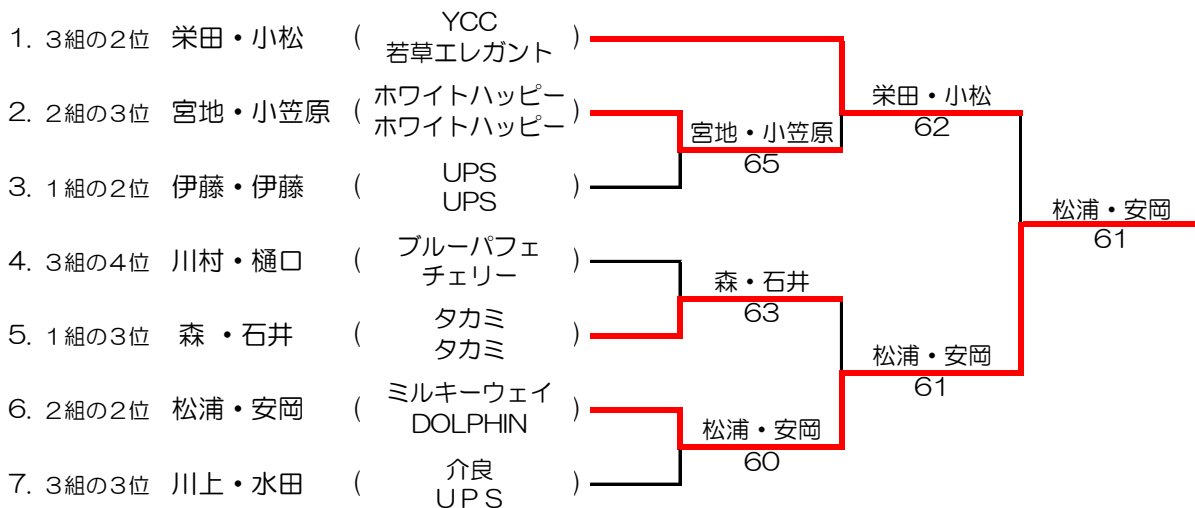 1. 3組の2位 栄田・小松 ( YCC
若草エレガント )
2. 2組の3位 宮地・小笠原 ( ホワイトハッピー
ホワイトハッピー )
3. 1組の2位 伊藤・伊藤 ( UPS
UPS )
4. 3組の4位 川村・樋口 ( ブルーパフェ
チェリー )
5. 1組の3位 森 ・石井 ( タカミ
タカミ )
6. 2組の2位 松浦・安岡 ( ミルキーウェイ
DOLPHIN )
7. 3組の3位 川上・水田 ( 介良
UPS )
宮地・小笠原
65
森・石井
63
松浦・安岡
60
栄田・小松
62
松浦・安岡
61
松浦・安岡
61